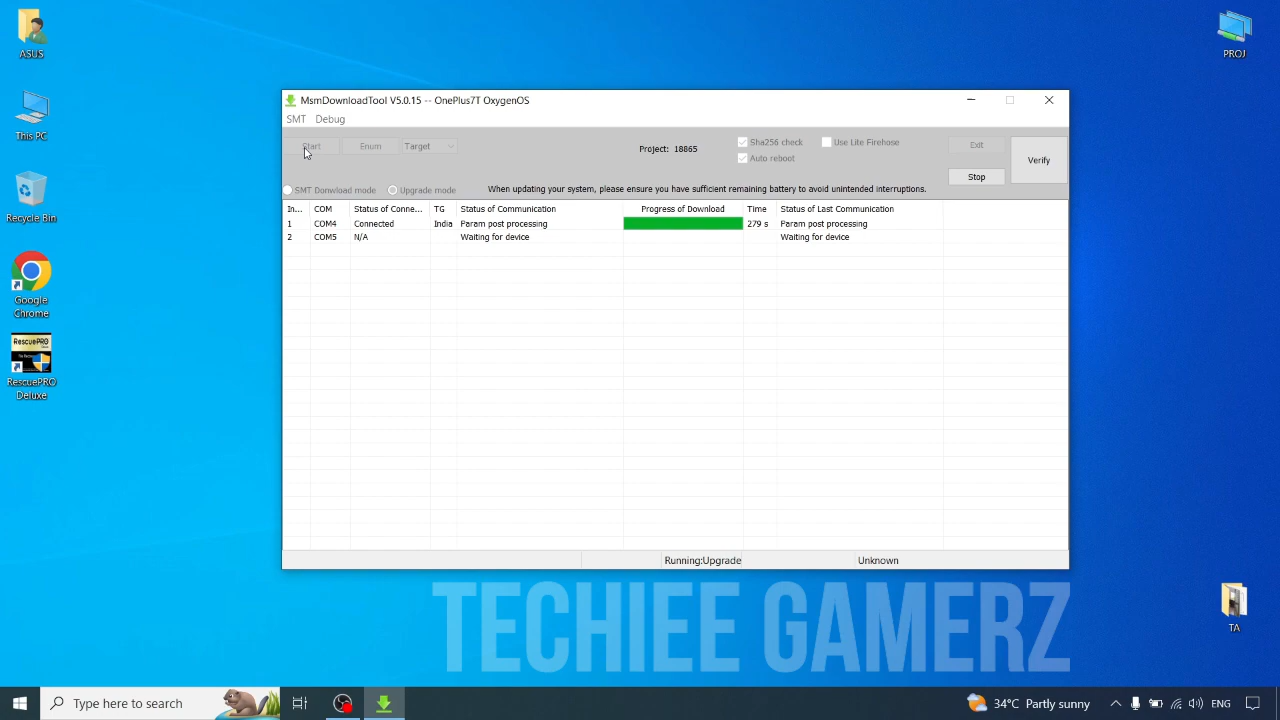 ASUS
PROJ
This PC
Recycle Bin
Google
Chrome
RescuePRO
RescuePRO
Deluxe
MsmDownloadTool V5.0.15 -- OnePlus7T OxygenOS
SMT Debug
Start Enum Target
Project: 18865
Sha256 check Use Lite Firehose
Auto reboot
Exit
Verify
Stop
SMT Donwload mode Upgrade mode When updating your system, please ensure you have sufficient remaining battery to avoid unintended interruptions.
In... COM Status of Conne... TG Status of Communication Progress of Download Time Status of Last Communication
1 COM4 Connected India Param post processing 279 s Param post processing
2 COM5 N/A Waiting for device Waiting for device
Running:Upgrade Unknown
TECHIEE GAMERZ
TA
Type here to search 34°C Partly sunny ENG